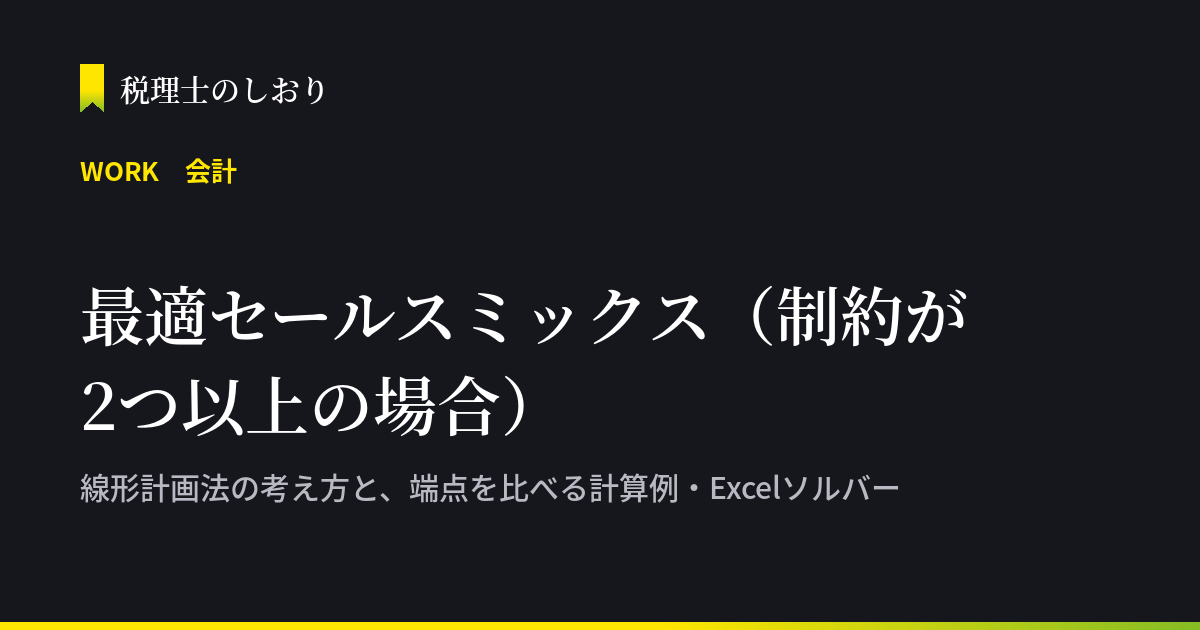 税理士のしおり
WORK 会計
最適セールスミックス（制約が
2つ以上の場合）
線形計画法の考え方と、端点を比べる計算例・Excelソルバー